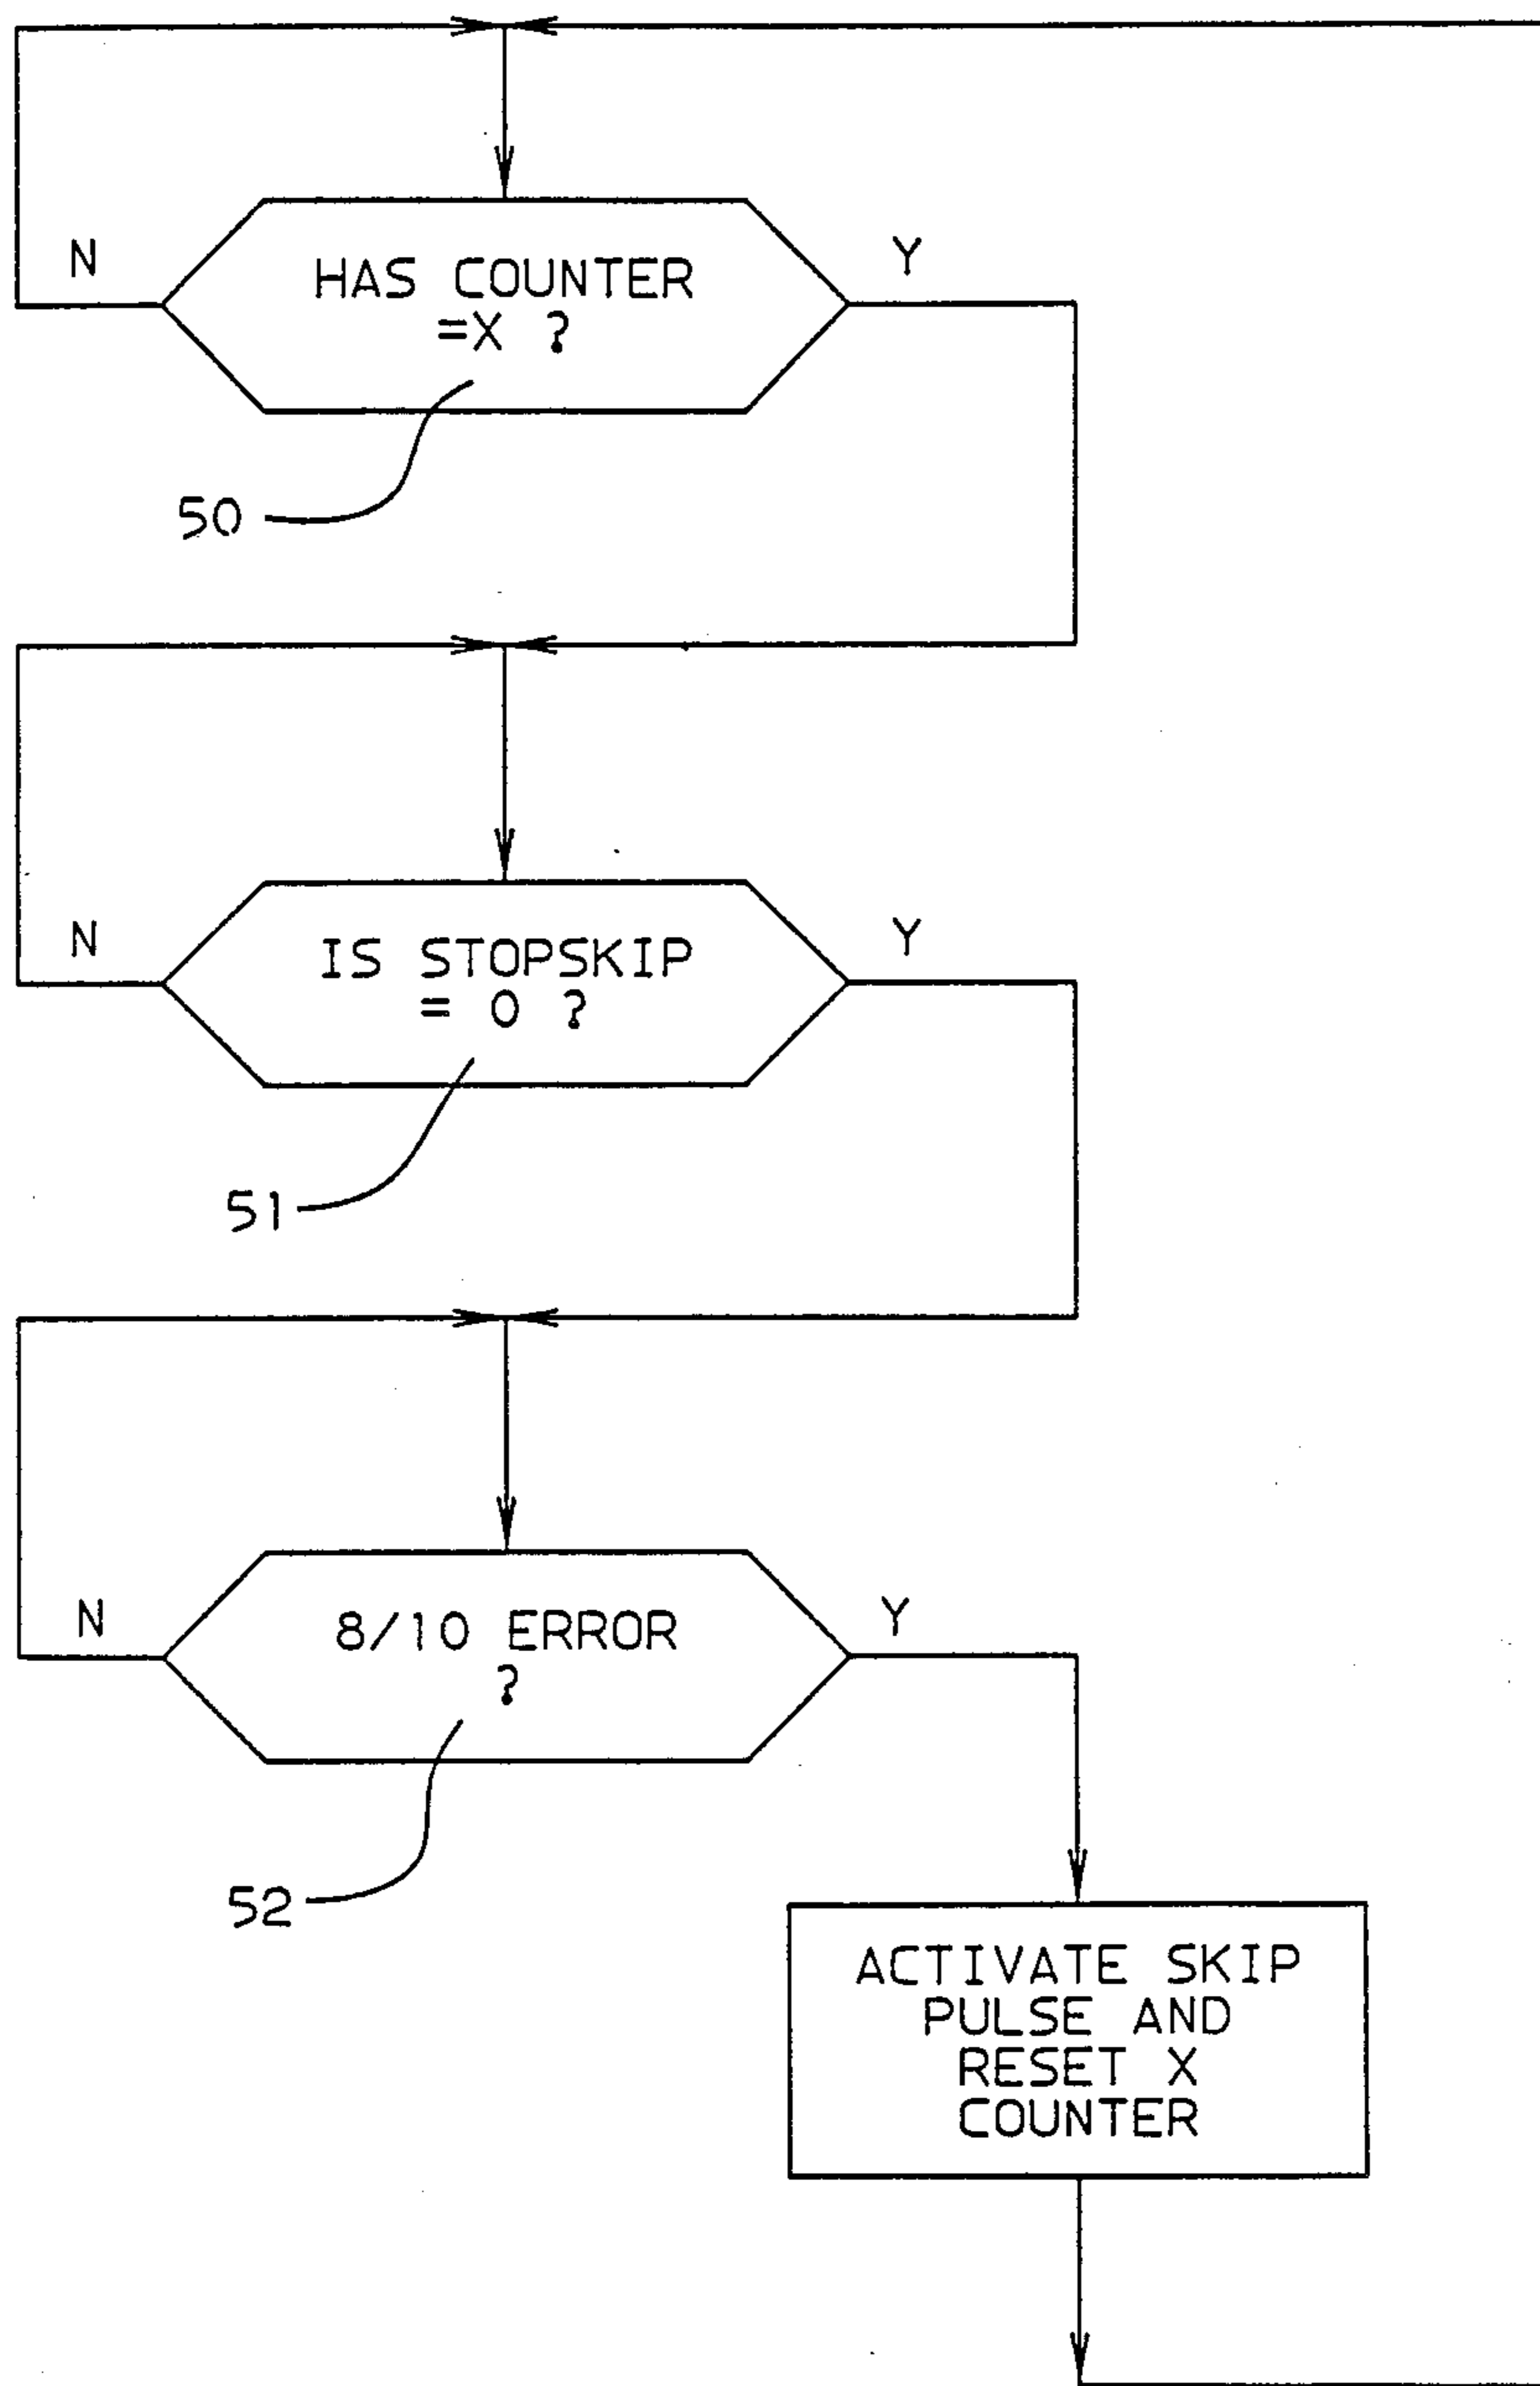 N
Y
HAS COUNTER
=X ?
50
N
Y
IS STOPSKIP
= 0 ?
51
N
Y
8/10 ERROR
?
52
ACTIVATE SKIP
PULSE AND
RESET X
COUNTER